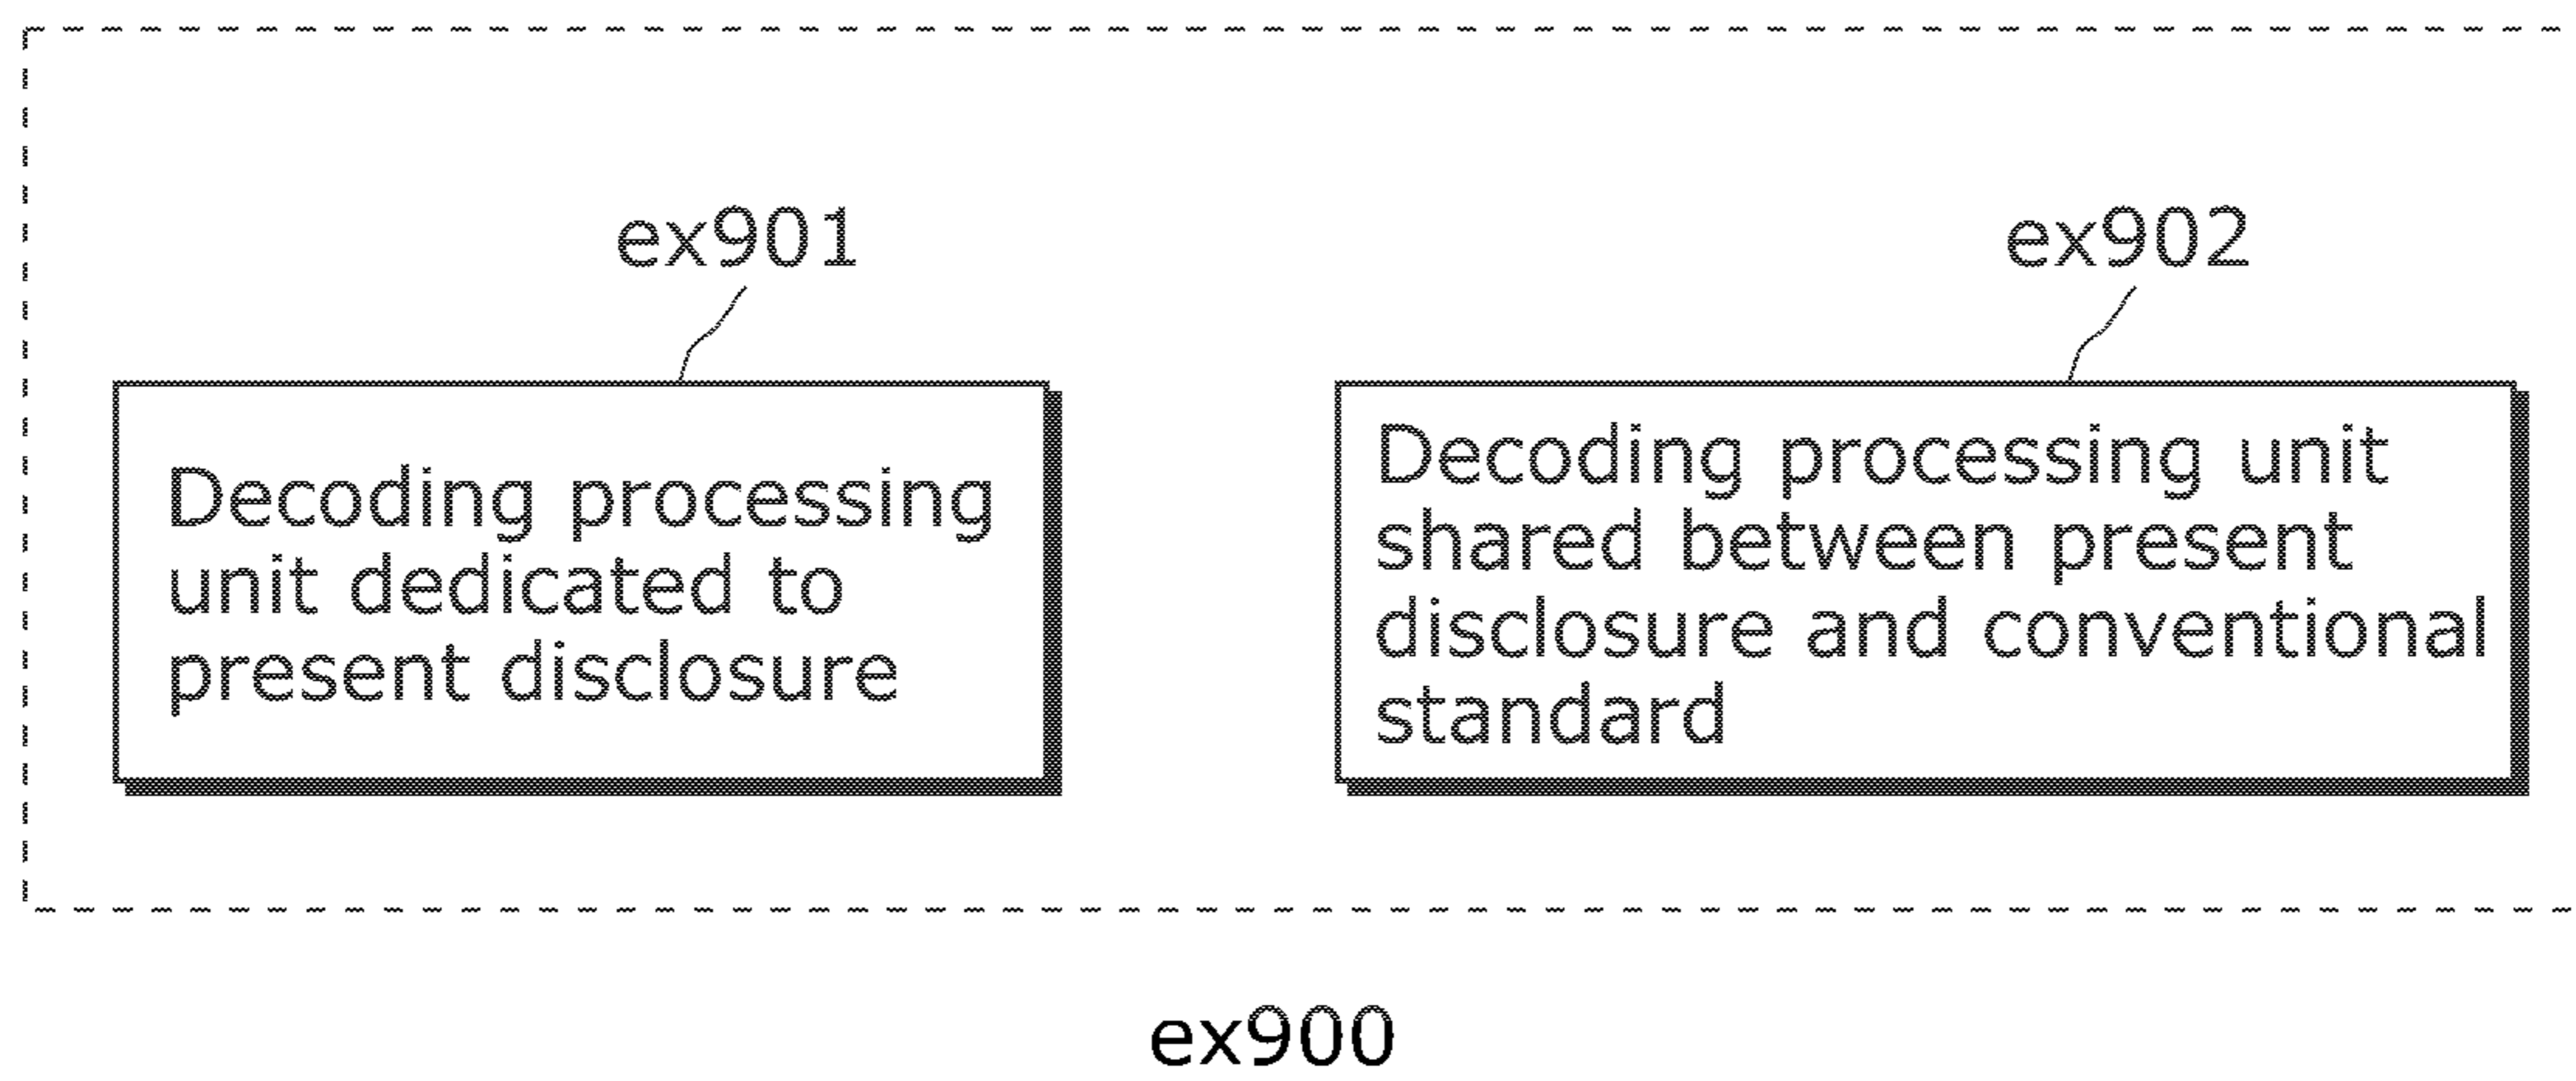 ex901
Decoding processing
unit dedicated to
present disclosure
ex902
Decoding processing unit
shared between present
disclosure and conventional
standard
ex900